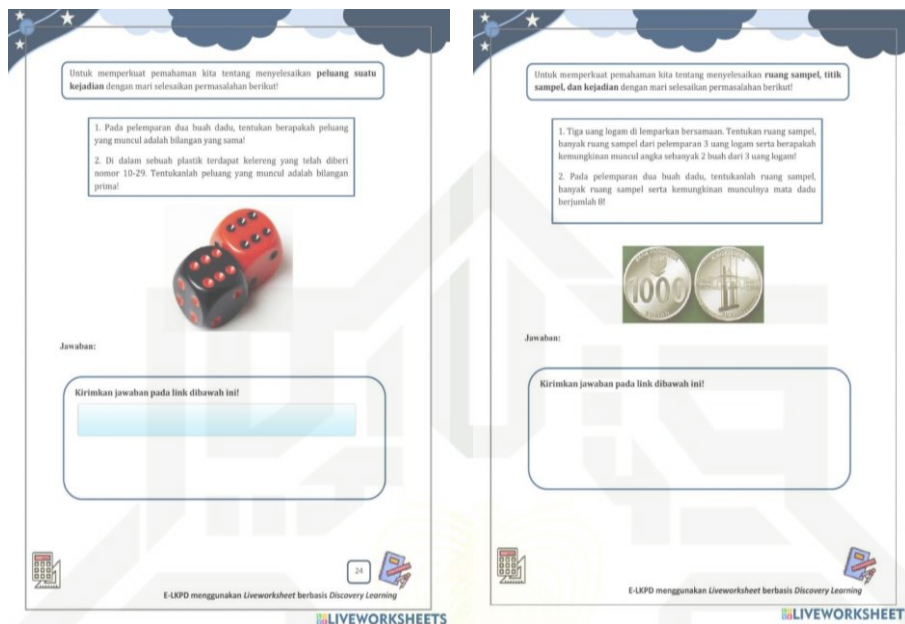 Untuk memperkuat pemahaman kita tentang menyelesaikan peluang suatu
kejadian dengan mari selesaikan permasalahan berikut!
1. Pada pelemparan dua buah dadu, tentukan berapakah peluang
yang muncul adalah bilangan yang sama!
2. Di dalam sebuah plastik terdapat kelereng yang telah diberi
nomor 10-29. Tentukanlah peluang yang muncul adalah bilangan
prima!
Jawaban:
Kirimkan jawaban pada link dibawah ini!
24
E-LKPD menggunakan Liveworksheet berbasis Discovery Learning
LIVEWORKSHEETS
Untuk memperkuat pemahaman kita tentang menyelesaikan ruang sampel, titik
sampel, dan kejadian dengan mari selesaikan permasalahan berikut!
1. Tiga uang logam di lemparkan bersamaan. Tentukan ruang sampel,
banyak ruang sampel dari pelemparan 3 uang logam serta berapakah
kemungkinan muncul angka sebanyak 2 buah dari 3 uang logam!
2. Pada pelemparan dua buah dadu, tentukanlah ruang sampel,
banyak ruang sampel serta kemungkinan munculnya mata dadu
berjumlah 8!
1000
Jawaban:
Kirimkan jawaban pada link dibawah ini!
E-LKPD menggunakan Liveworksheet berbasis Discovery Learning
LIVEWORKSHEET